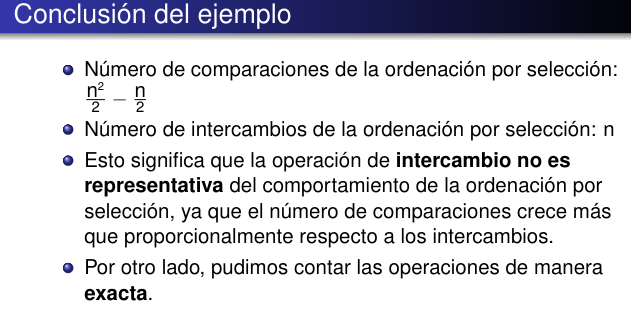 Conclusión del ejemplo
Número de comparaciones de la ordenación por selección:
n²/2 − n/2
Número de intercambios de la ordenación por selección: n
Esto significa que la operación de intercambio no es
representativa del comportamiento de la ordenación por
selección, ya que el número de comparaciones crece más
que proporcionalmente respecto a los intercambios.
Por otro lado, pudimos contar las operaciones de manera
exacta.